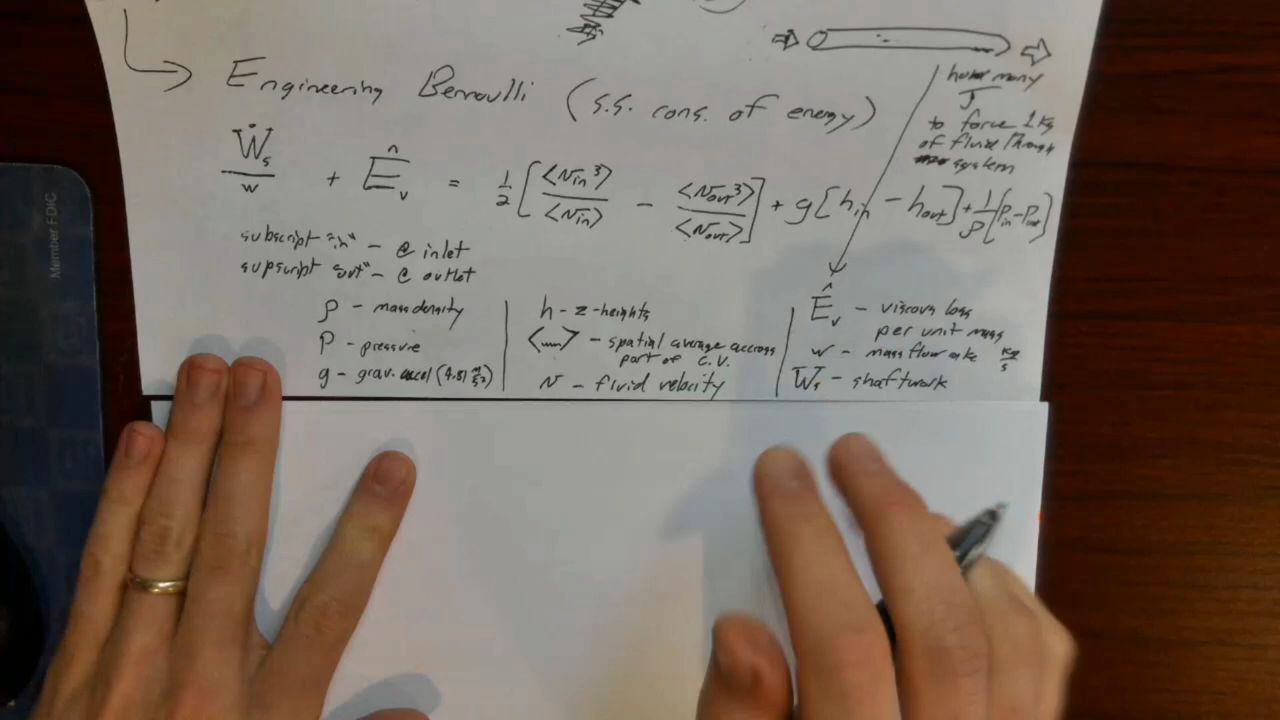 how many
J
to force 1 kg
of fluid through
system
Engineering Bernoulli (s.s. cons. of energy)
Ẇₛ/w + Êᵥ = 1/2 [<v_in³>/<v_in> - <v_out³>/<v_out>] + g[h_in - h_out] + 1/ρ [P_in - P_out]
subscript "in" - @ inlet
supscript "out" - @ outlet
ρ - mass density
P - pressure
g - grav. accel (9.81 m/s²)
h - z-heights
<...> - spatial average accross
part of C.V.
v - fluid velocity
Êᵥ - viscous loss
per unit mass
w - mass flow rate kg/s
Ẇₛ - shaftwork
Member FDIC